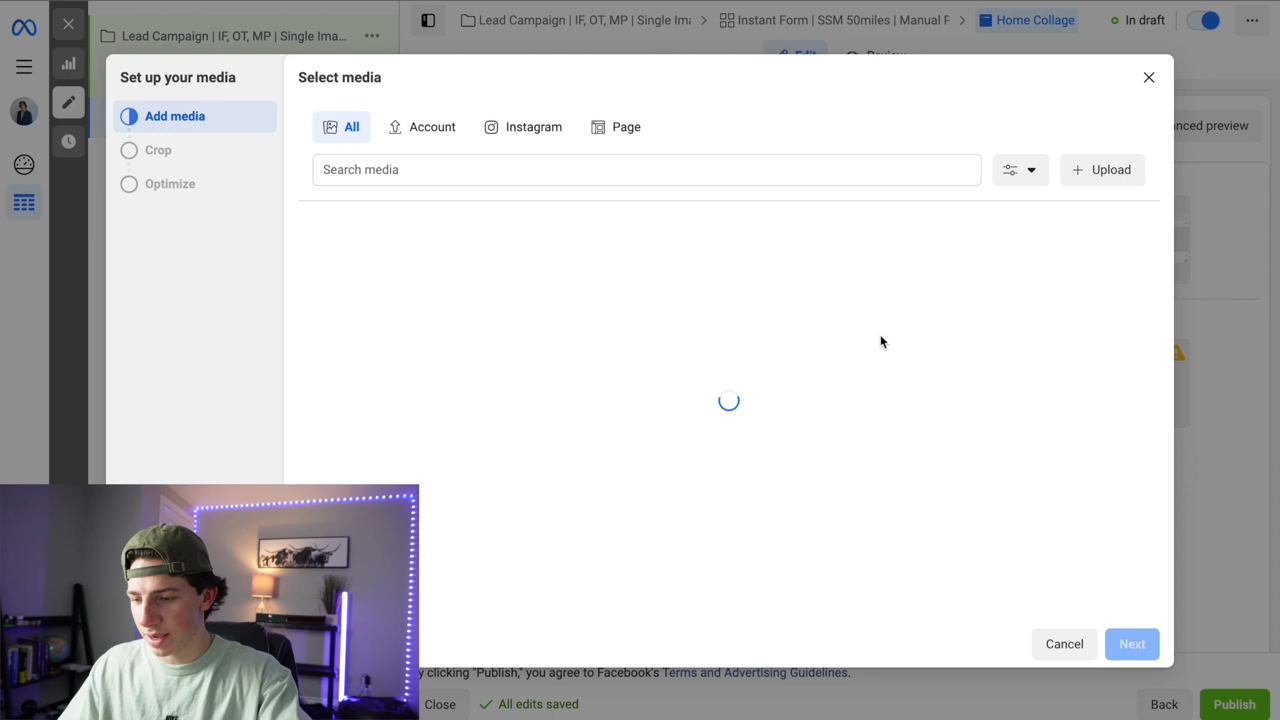 Lead Campaign | IF, OT, MP | Single Ima...
Lead Campaign | IF, OT, MP | Single Ima
Instant Form | SSM 50miles | Manual F
Home Collage
In draft
Edit
Review
Set up your media
Add media
Crop
Optimize
Select media
All
Account
Instagram
Page
Search media
Upload
nced preview
Cancel
Next
y clicking "Publish," you agree to Facebook's Terms and Advertising Guidelines.
Close
All edits saved
Back
Publish